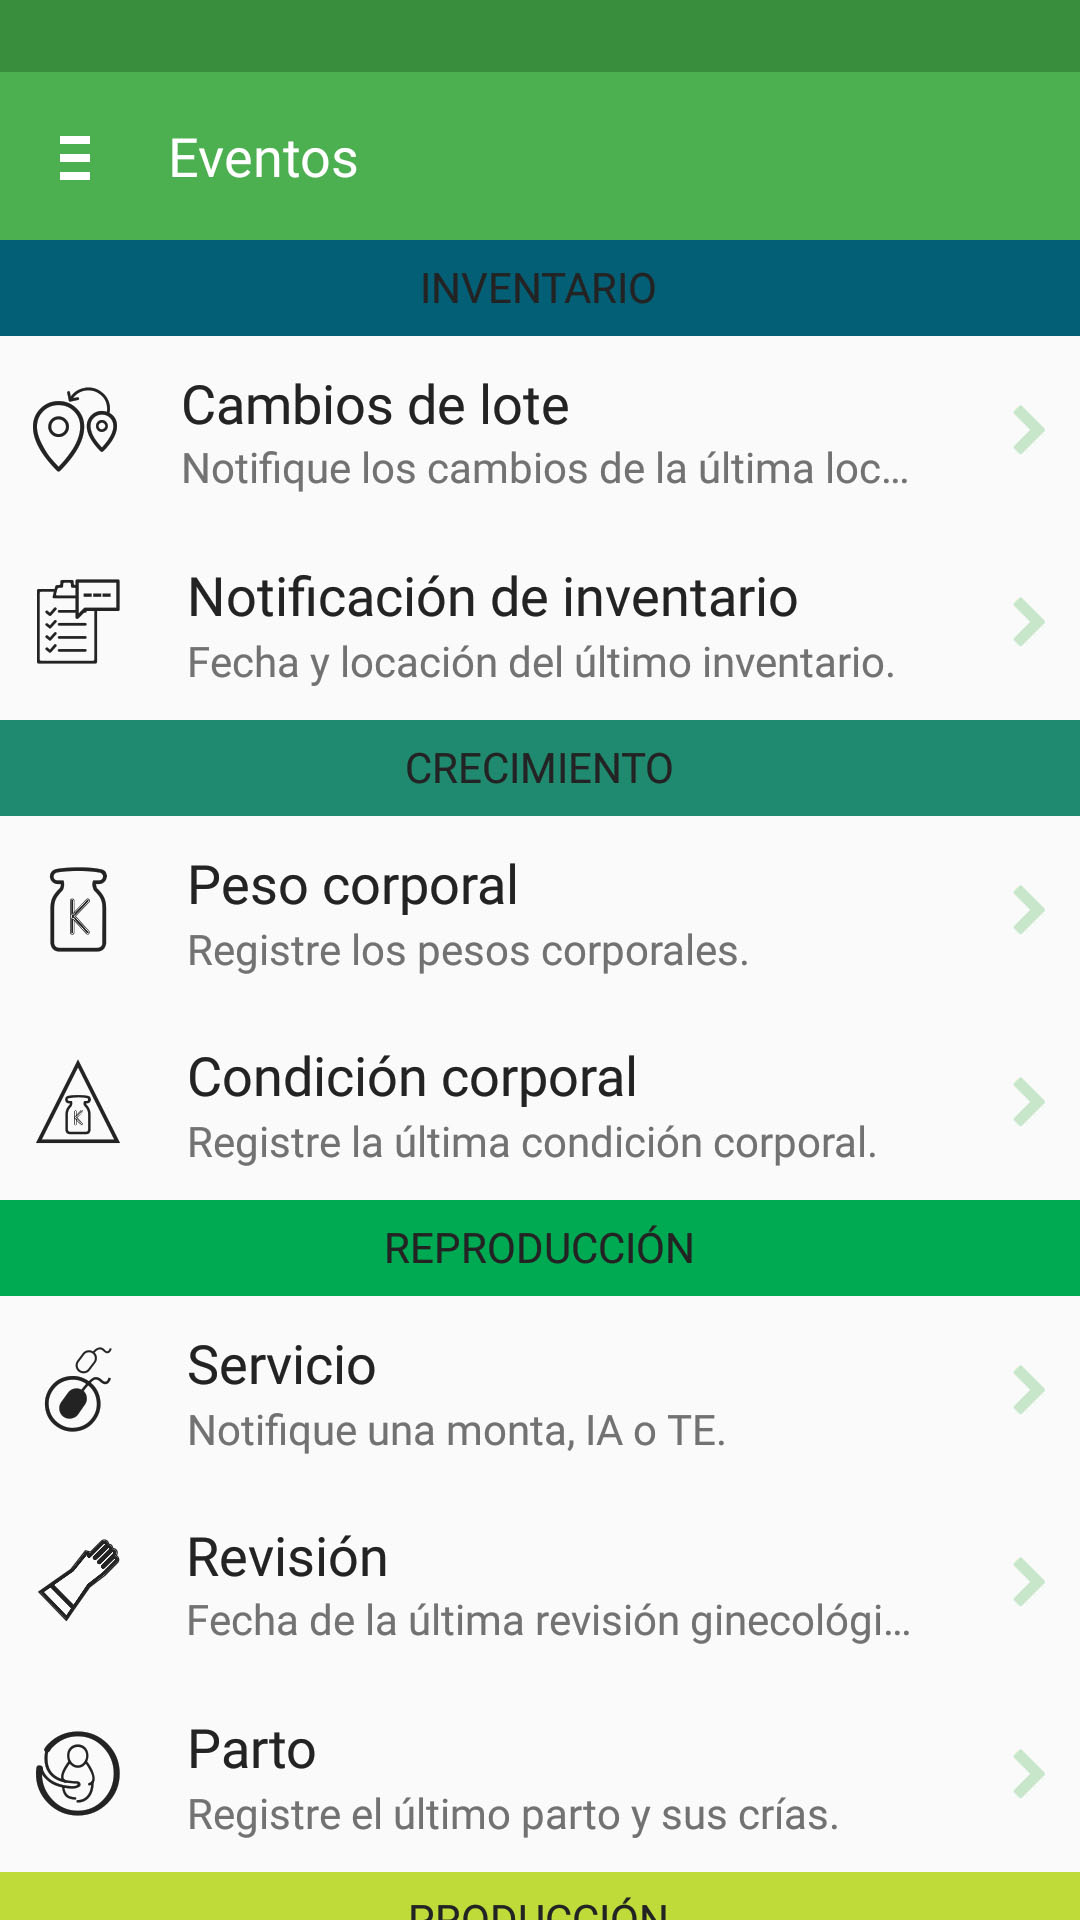 Eventos
INVENTARIO
Cambios de lote
Notifique los cambios de la última loc...
Notificación de inventario
Fecha y locación del último inventario.
CRECIMIENTO
K
Peso corporal
Registre los pesos corporales.
K
Condición corporal
Registre la última condición corporal.
REPRODUCCIÓN
Servicio
Notifique una monta, IA o TE.
Revisión
Fecha de la última revisión ginecológi...
Parto
Registre el último parto y sus crías.
PRODUCCIÓN